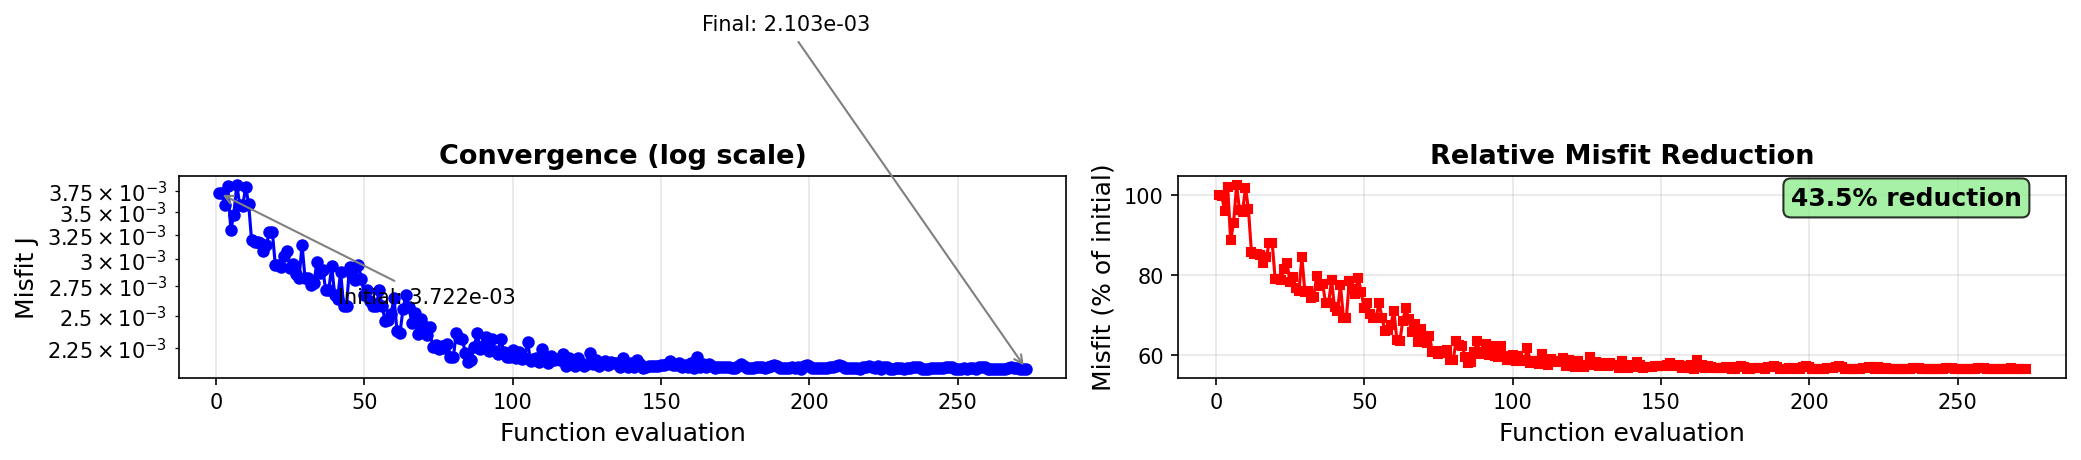 Final: 2.103e-03
Convergence (log scale)
Misfit J
3.75 × 10⁻³
3.5 × 10⁻³
3.25 × 10⁻³
3 × 10⁻³
2.75 × 10⁻³
2.5 × 10⁻³
2.25 × 10⁻³
Initial: 3.722e-03
0 50 100 150 200 250
Function evaluation
Relative Misfit Reduction
Misfit (% of initial)
100
80
60
43.5% reduction
0 50 100 150 200 250
Function evaluation